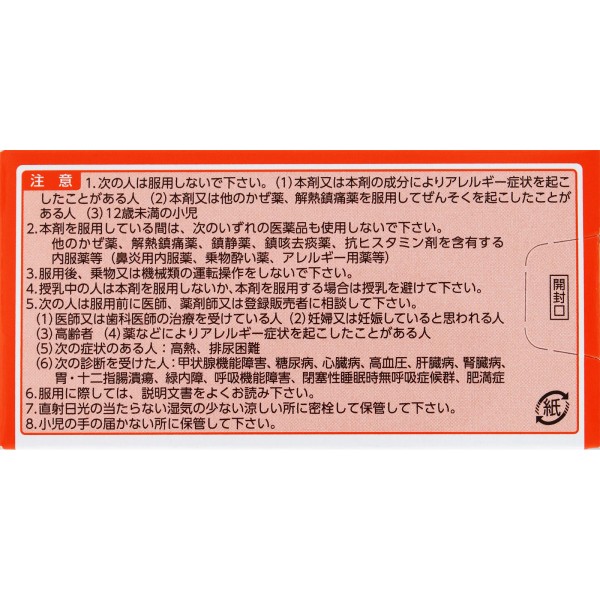 注 意 1.次の人は服用しないで下さい。(1)本剤又は本剤の成分によりアレルギー症状を起こ
したことがある人 (2)本剤又は他のかぜ薬、解熱鎮痛薬を服用してぜんそくを起こしたことが
ある人 (3)12歳未満の小児
2.本剤を服用している間は、次のいずれの医薬品も使用しないで下さい。
他のかぜ薬、解熱鎮痛薬、鎮静薬、鎮咳去痰薬、抗ヒスタミン剤を含有する
内服薬等(鼻炎用内服薬、乗物酔い薬、アレルギー用薬等)
3.服用後、乗物又は機械類の運転操作をしないで下さい。
4.授乳中の人は本剤を服用しないか、本剤を服用する場合は授乳を避けて下さい。
5.次の人は服用前に医師、薬剤師又は登録販売者に相談して下さい。
(1)医師又は歯科医師の治療を受けている人 (2)妊婦又は妊娠していると思われる人
(3)高齢者 (4)薬などによりアレルギー症状を起こしたことがある人
(5)次の症状のある人:高熱、排尿困難
(6)次の診断を受けた人:甲状腺機能障害、糖尿病、心臓病、高血圧、肝臓病、腎臓病、
胃・十二指腸潰瘍、緑内障、呼吸機能障害、閉塞性睡眠時無呼吸症候群、肥満症
6.服用に際しては、説明文書をよくお読み下さい。
7.直射日光の当たらない湿気の少ない涼しい所に密栓して保管して下さい。
8.小児の手の届かない所に保管して下さい。
開封口
紙